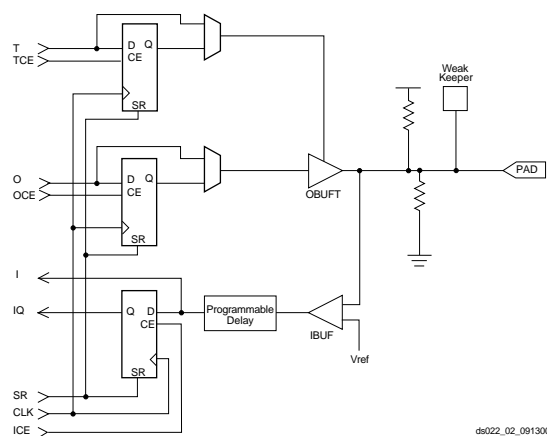 T
TCE
D Q
CE
SR
Weak
Keeper
O
OCE
D Q
CE
SR
OBUFT
PAD
I
IQ
Q D
CE
SR
Programmable
Delay
IBUF
Vref
SR
CLK
ICE
ds022_02_091300